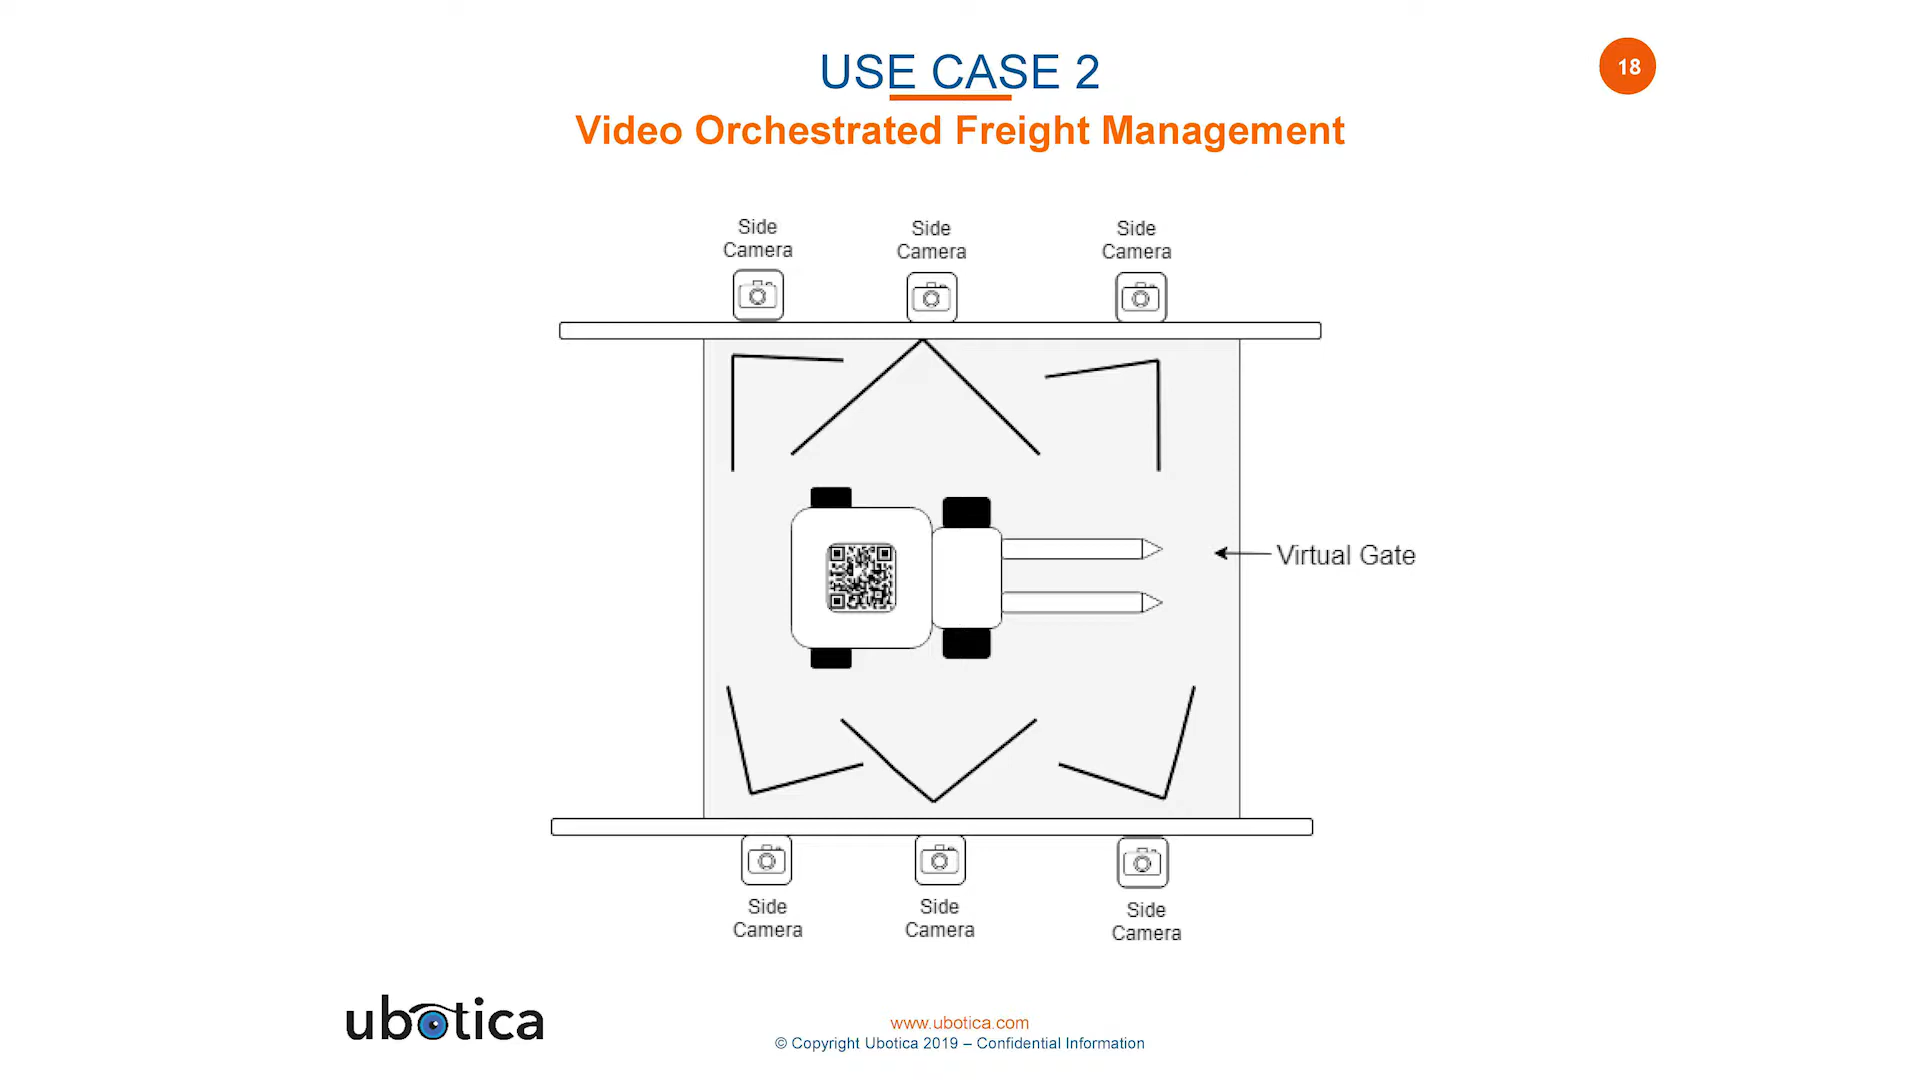 USE CASE 2
18
Video Orchestrated Freight Management
Side
Camera
Side
Camera
Side
Camera
Virtual Gate
Side
Camera
Side
Camera
Side
Camera
ubotica
www.ubotica.com
© Copyright Ubotica 2019 – Confidential Information